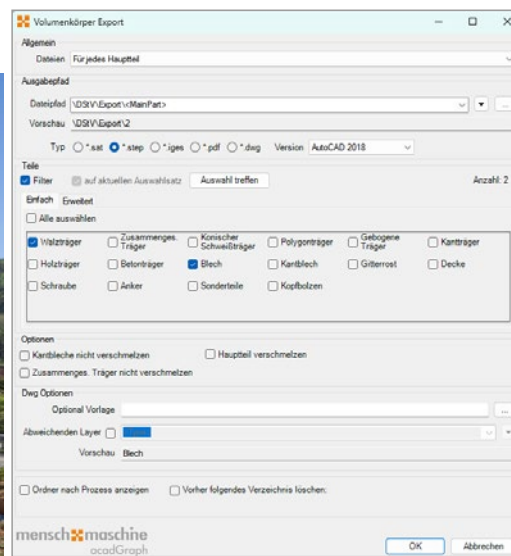 Volumenkörper Export
Allgemein
Dateien Für jedes Hauptteil
Ausgabepfad
Dateipfad \DStV\Export\<MainPart>
...
Vorschau \DStV\Export\2
Typ *.sat *.step *.iges *.pdf *.dwg Version AutoCAD 2018
Teile
Filter auf aktuellen Auswahlsatz Auswahl treffen Anzahl: 2
Einfach Erweitert
Alle auswählen
Walzträger Zusammenges. Träger Konischer Schweißträger Polygonträger Gebogene Träger Kantträger
Holzträger Betonträger Blech Kantblech Gitterrost Decke
Schraube Anker Sonderteile Kopfbolzen
Optionen
Kantbleche nicht verschmelzen Hauptteil verschmelzen
Zusammenges. Träger nicht verschmelzen
Dwg Optionen
Optional Vorlage ...
Abweichenden Layer
Vorschau Blech
Ordner nach Prozess anzeigen Vorher folgendes Verzeichnis löschen:
mensch maschine
acadGraph
OK Abbrechen